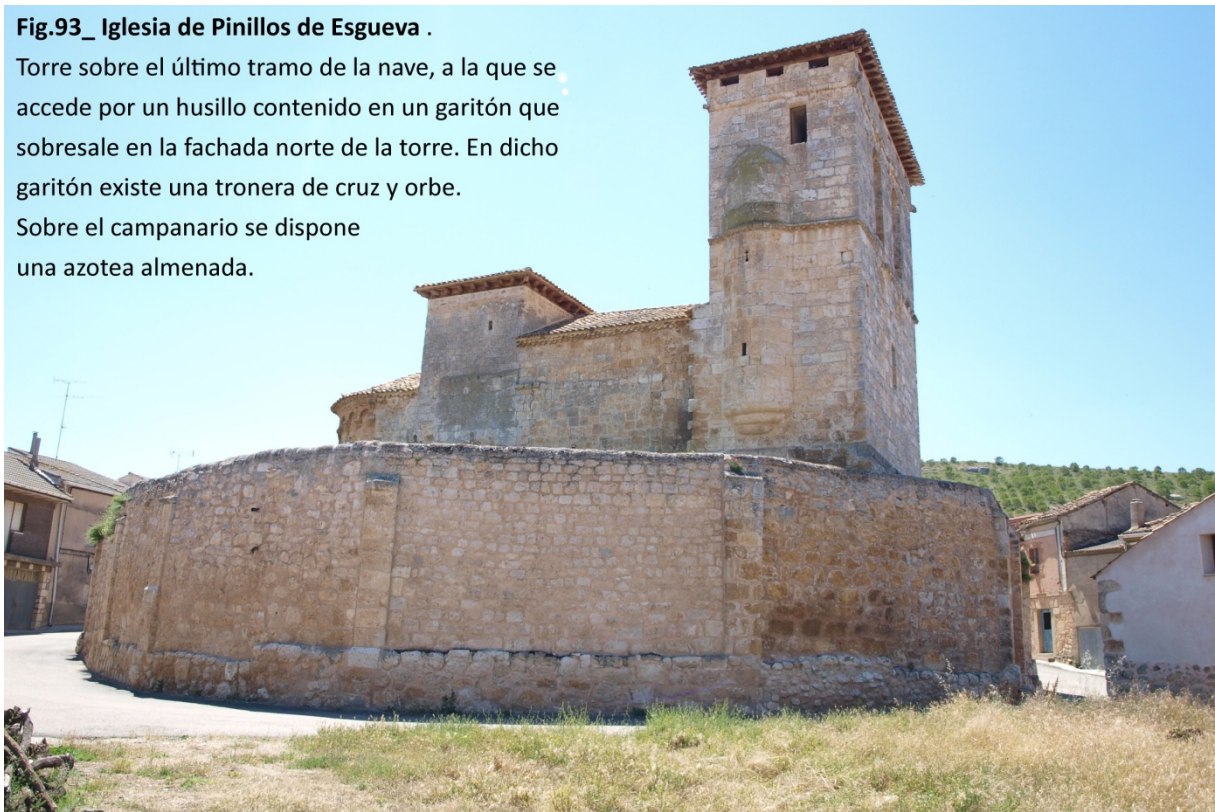 Fig.93_ Iglesia de Pinillos de Esgueva .
Torre sobre el último tramo de la nave, a la que se
accede por un husillo contenido en un garitón que
sobresale en la fachada norte de la torre. En dicho
garitón existe una tronera de cruz y orbe.
Sobre el campanario se dispone
una azotea almenada.